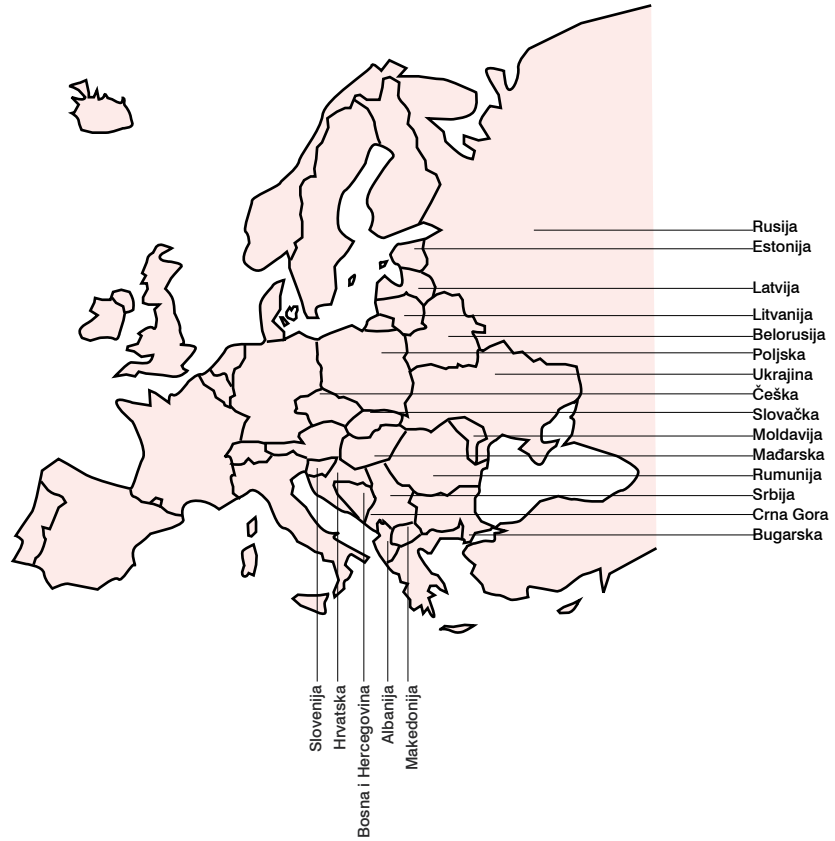 Rusija
Estonija
Latvija
Litvanija
Belorusija
Poljska
Ukrajina
Češka
Slovačka
Moldavija
Mađarska
Rumunija
Srbija
Crna Gora
Bugarska
Slovenija
Hrvatska
Bosna i Hercegovina
Albanija
Makedonija